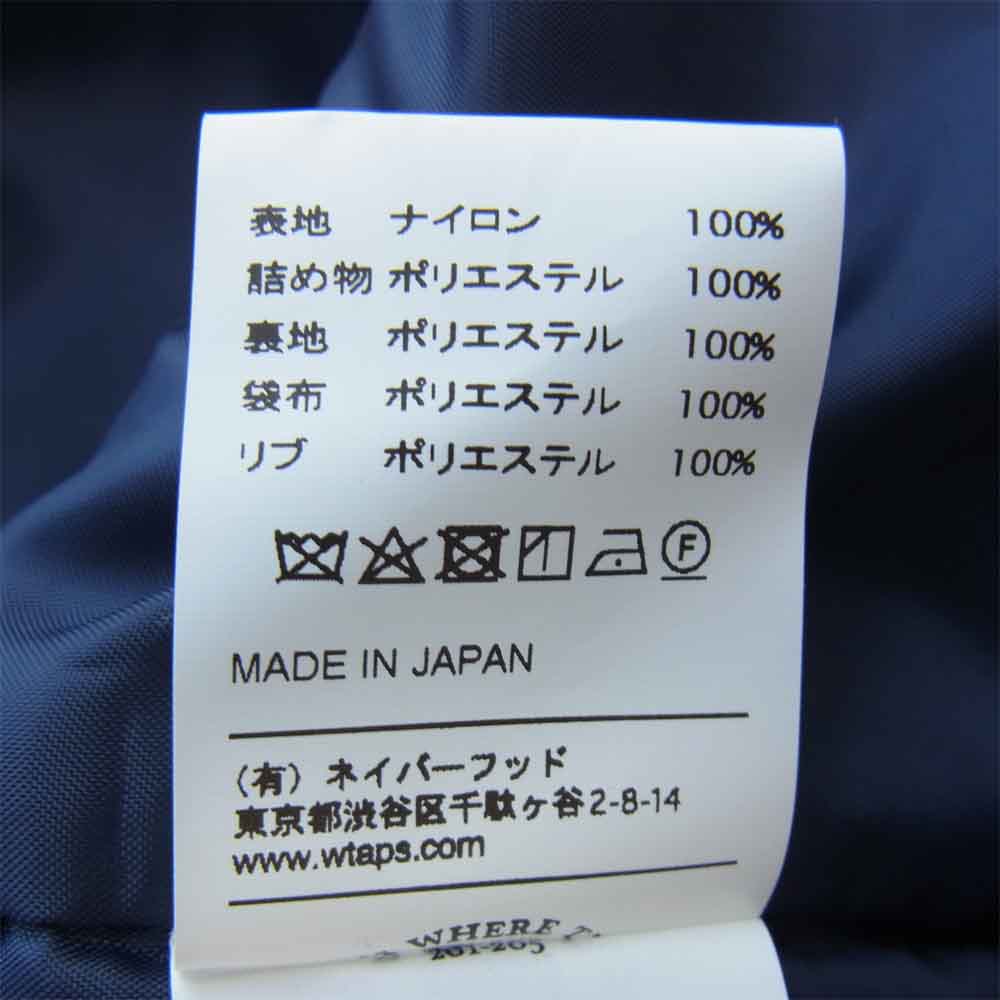 表地 ナイロン 100%
詰め物 ポリエステル 100%
裏地 ポリエステル 100%
袋布 ポリエステル 100%
リブ ポリエステル 100%
F
MADE IN JAPAN
(有) ネイバーフッド
東京都渋谷区千駄ヶ谷2-8-14
www.wtaps.com
WHERE